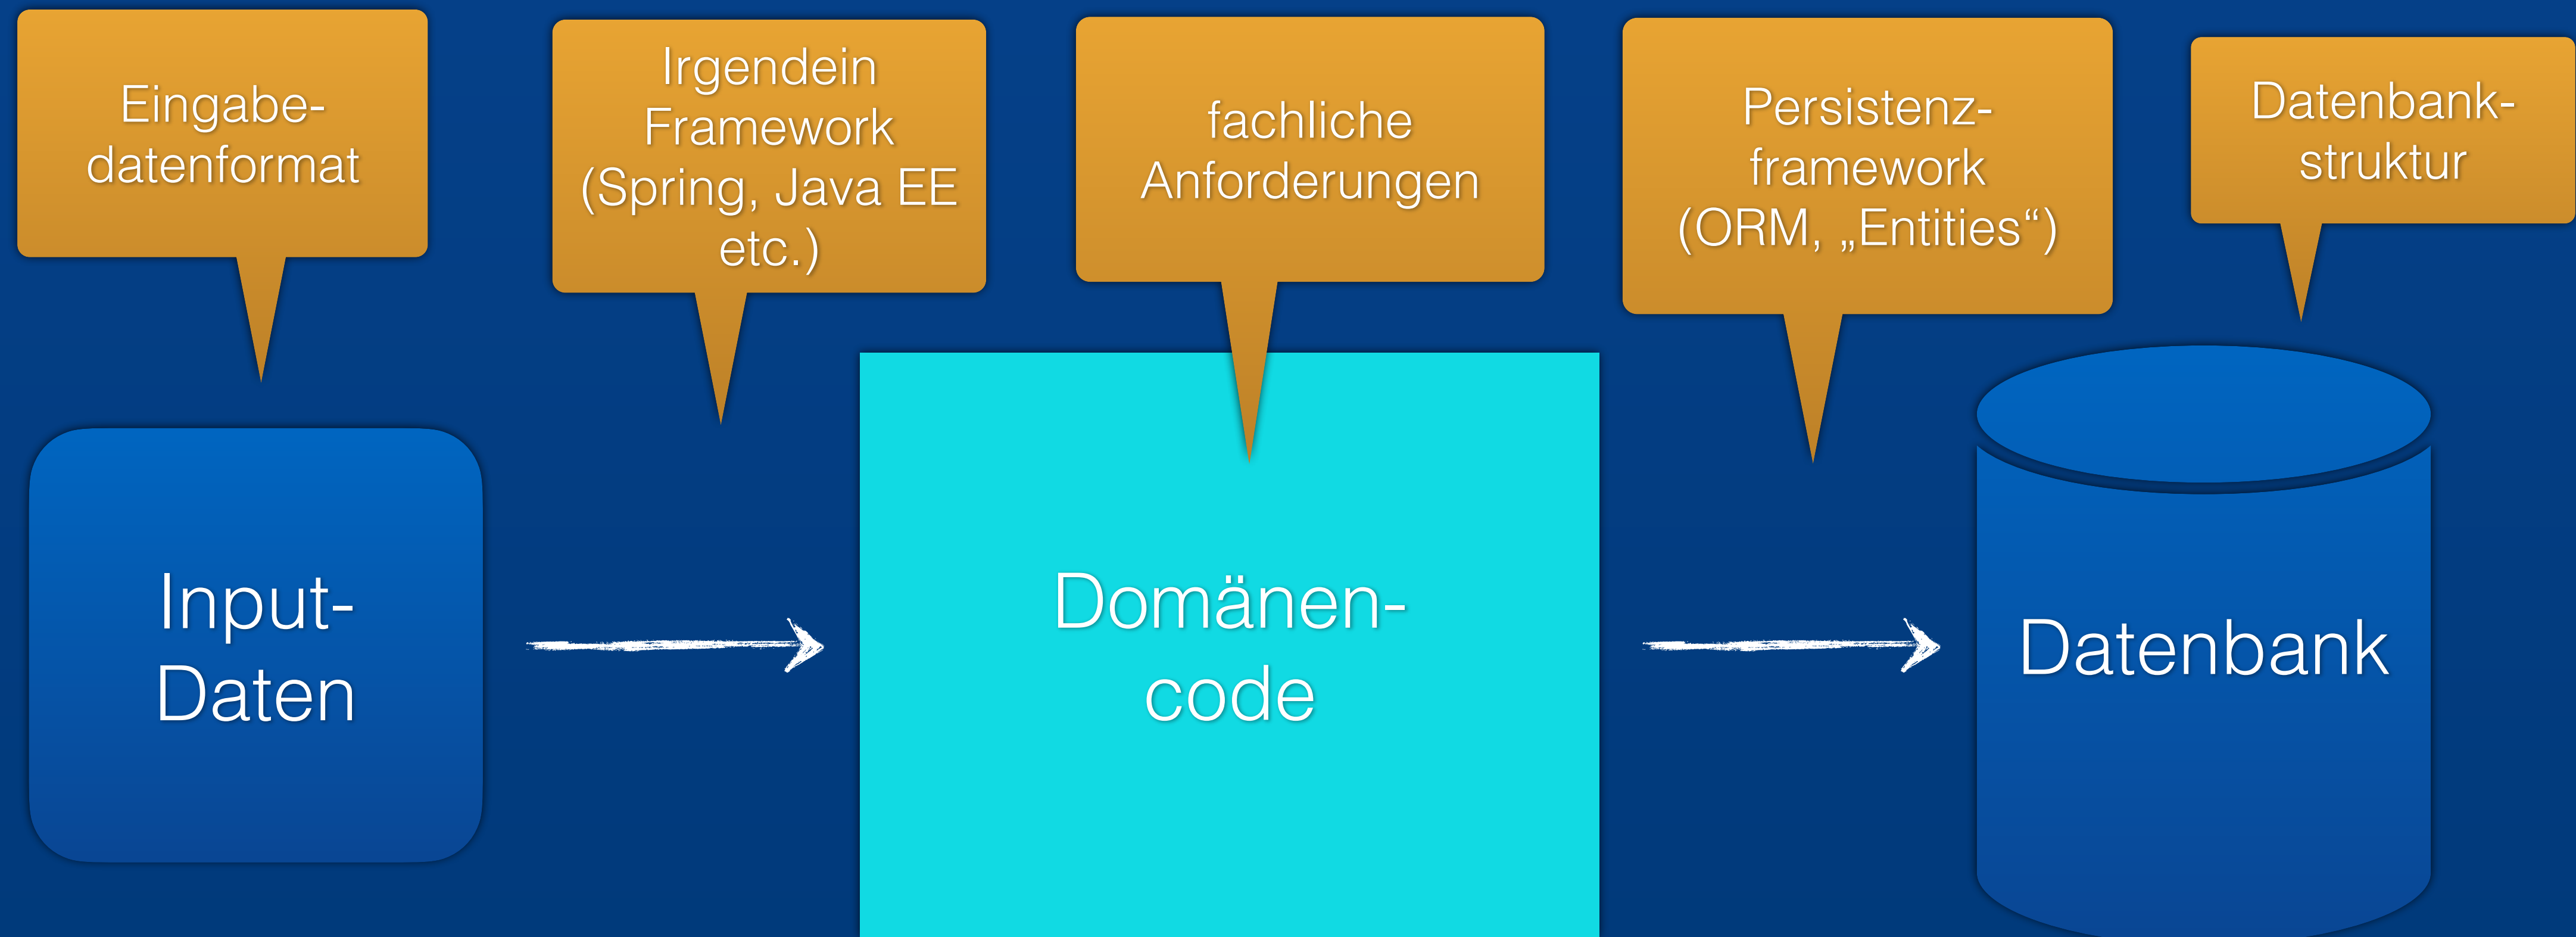 Eingabe-
datenformat
Irgendein
Framework
(Spring, Java EE
etc.)
fachliche
Anforderungen
Persistenz-
framework
(ORM, „Entities“)
Datenbank-
struktur
Input-
Daten
Domänen-
code
Datenbank